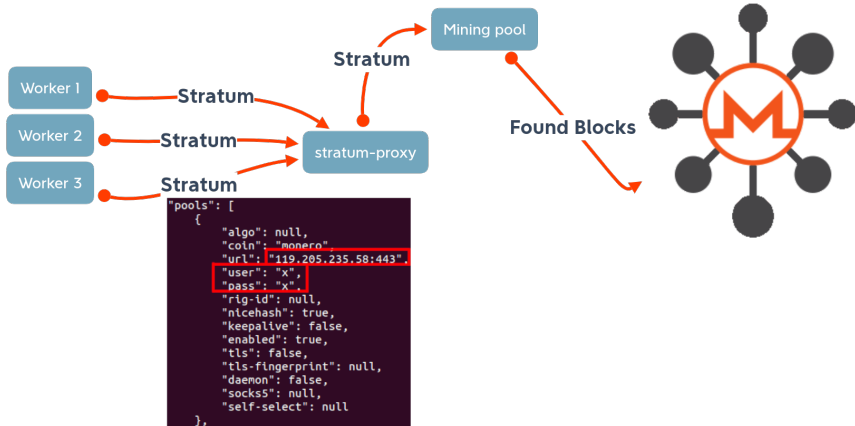 Mining pool
Stratum
Worker 1
Stratum
Worker 2
Stratum
Found Blocks
stratum-proxy
Worker 3
Stratum
"pools": [
{
"algo": null,
"coin": "monero",
"url": "119.205.235.58:443",
"user": "x",
"pass": "x",
"rig-id": null,
"nicehash": true,
"keepalive": false,
"enabled": true,
"tls": false,
"tls-fingerprint": null,
"daemon": false,
"socks5": null,
"self-select": null
},